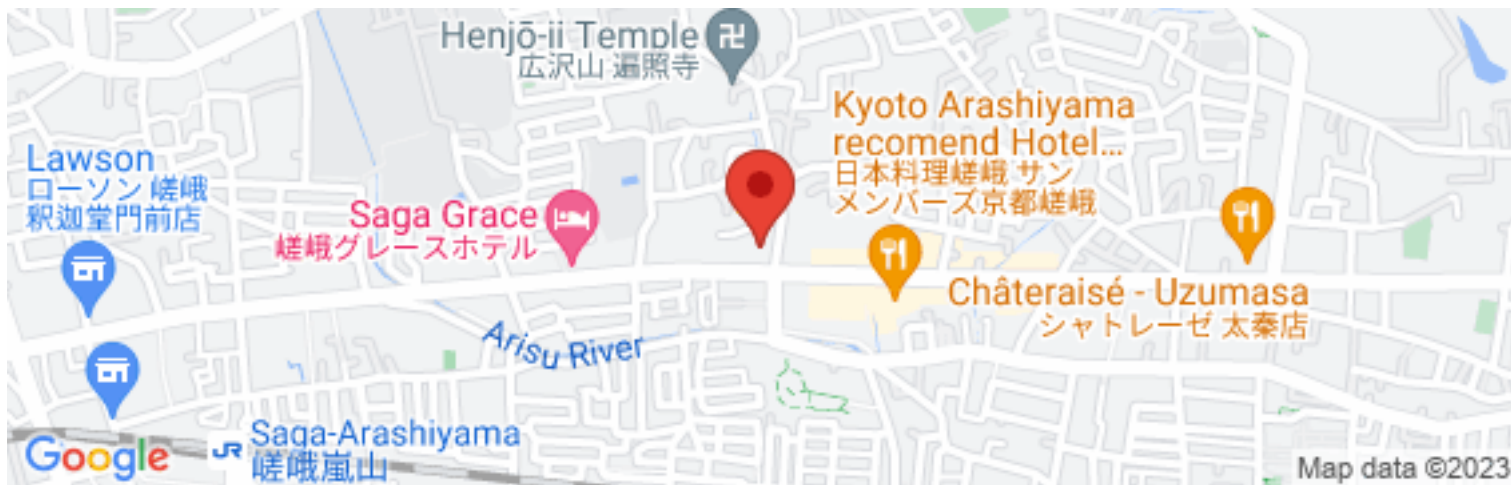 Henjō-ji Temple
広沢山 遍照寺
Kyoto Arashiyama
recomend Hotel...
日本料理嵯峨 サン
メンバーズ京都嵯峨
Lawson
ローソン 嵯峨
釈迦堂門前店
Saga Grace
嵯峨グレースホテル
Châteraisé - Uzumasa
シャトレーゼ 太秦店
Arisu River
JR Saga-Arashiyama
嵯峨嵐山
Google
Map data ©2023